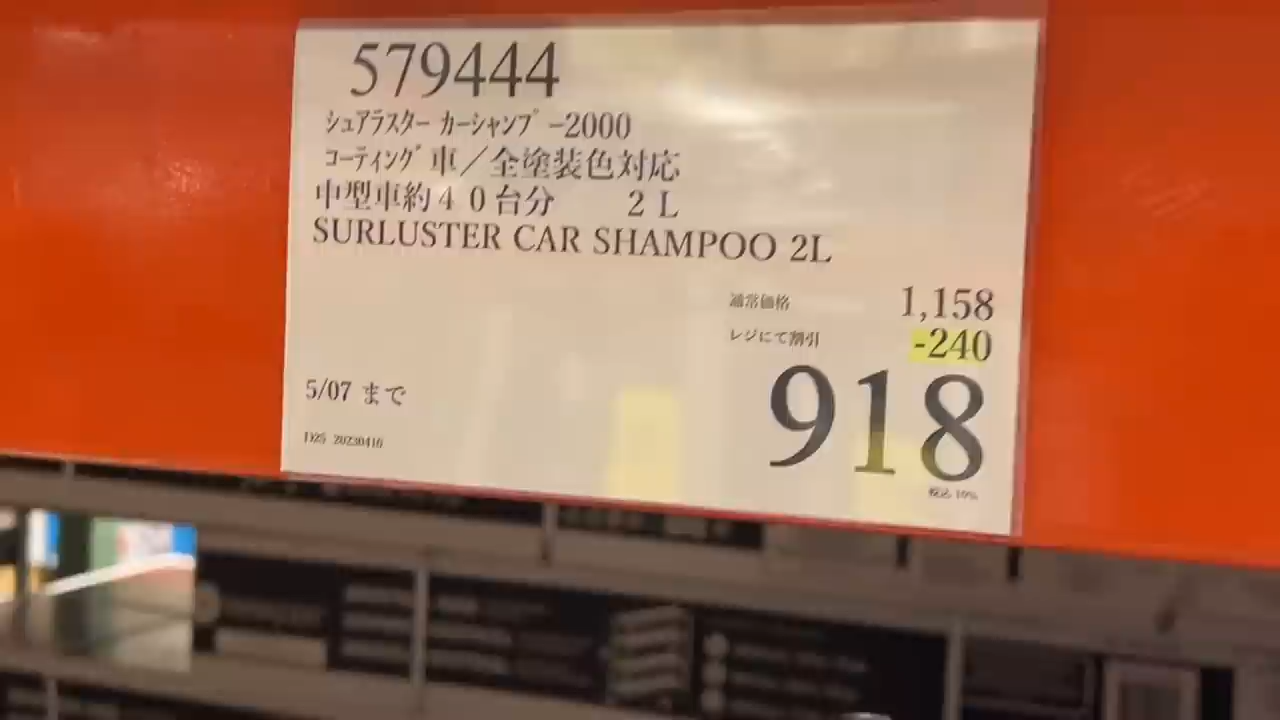 579444
ｼｭｱﾗｽﾀｰ ｶｰｼｬﾝﾌﾟｰ2000
ｺｰﾃｨﾝｸﾞ車／全塗装色対応
中型車約４０台分　　２Ｌ
SURLUSTER CAR SHAMPOO 2L
通常価格 1,158
レジにて割引 -240
918
5/07 まで
税込 10%
D25 20230410